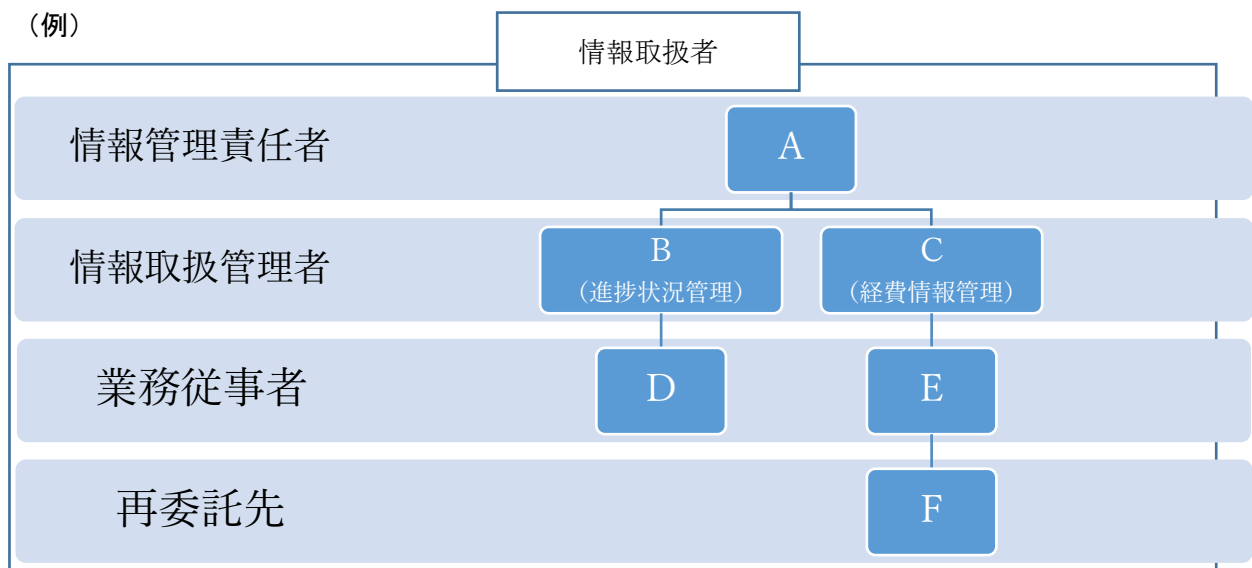 （例）
情報取扱者
情報管理責任者
A
情報取扱管理者
B
（進捗状況管理）
C
（経費情報管理）
業務従事者
D
E
再委託先
F